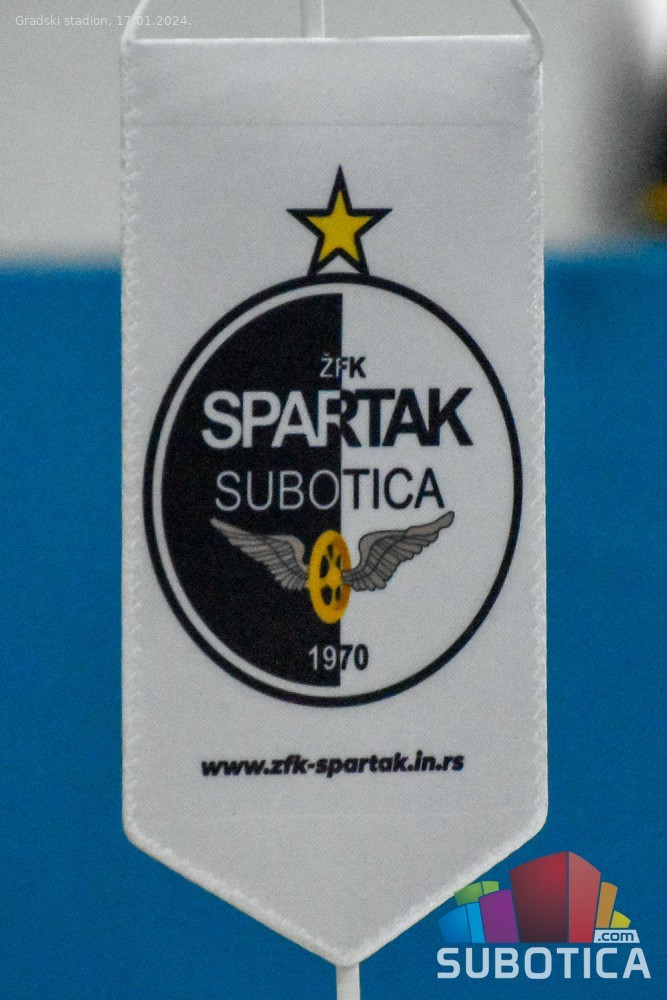 Gradski stadion, 17.01.2024.
ŽFK
SPARTAK
SUBOTICA
1970
www.zfk-spartak.in.rs
.com
SUBOTICA